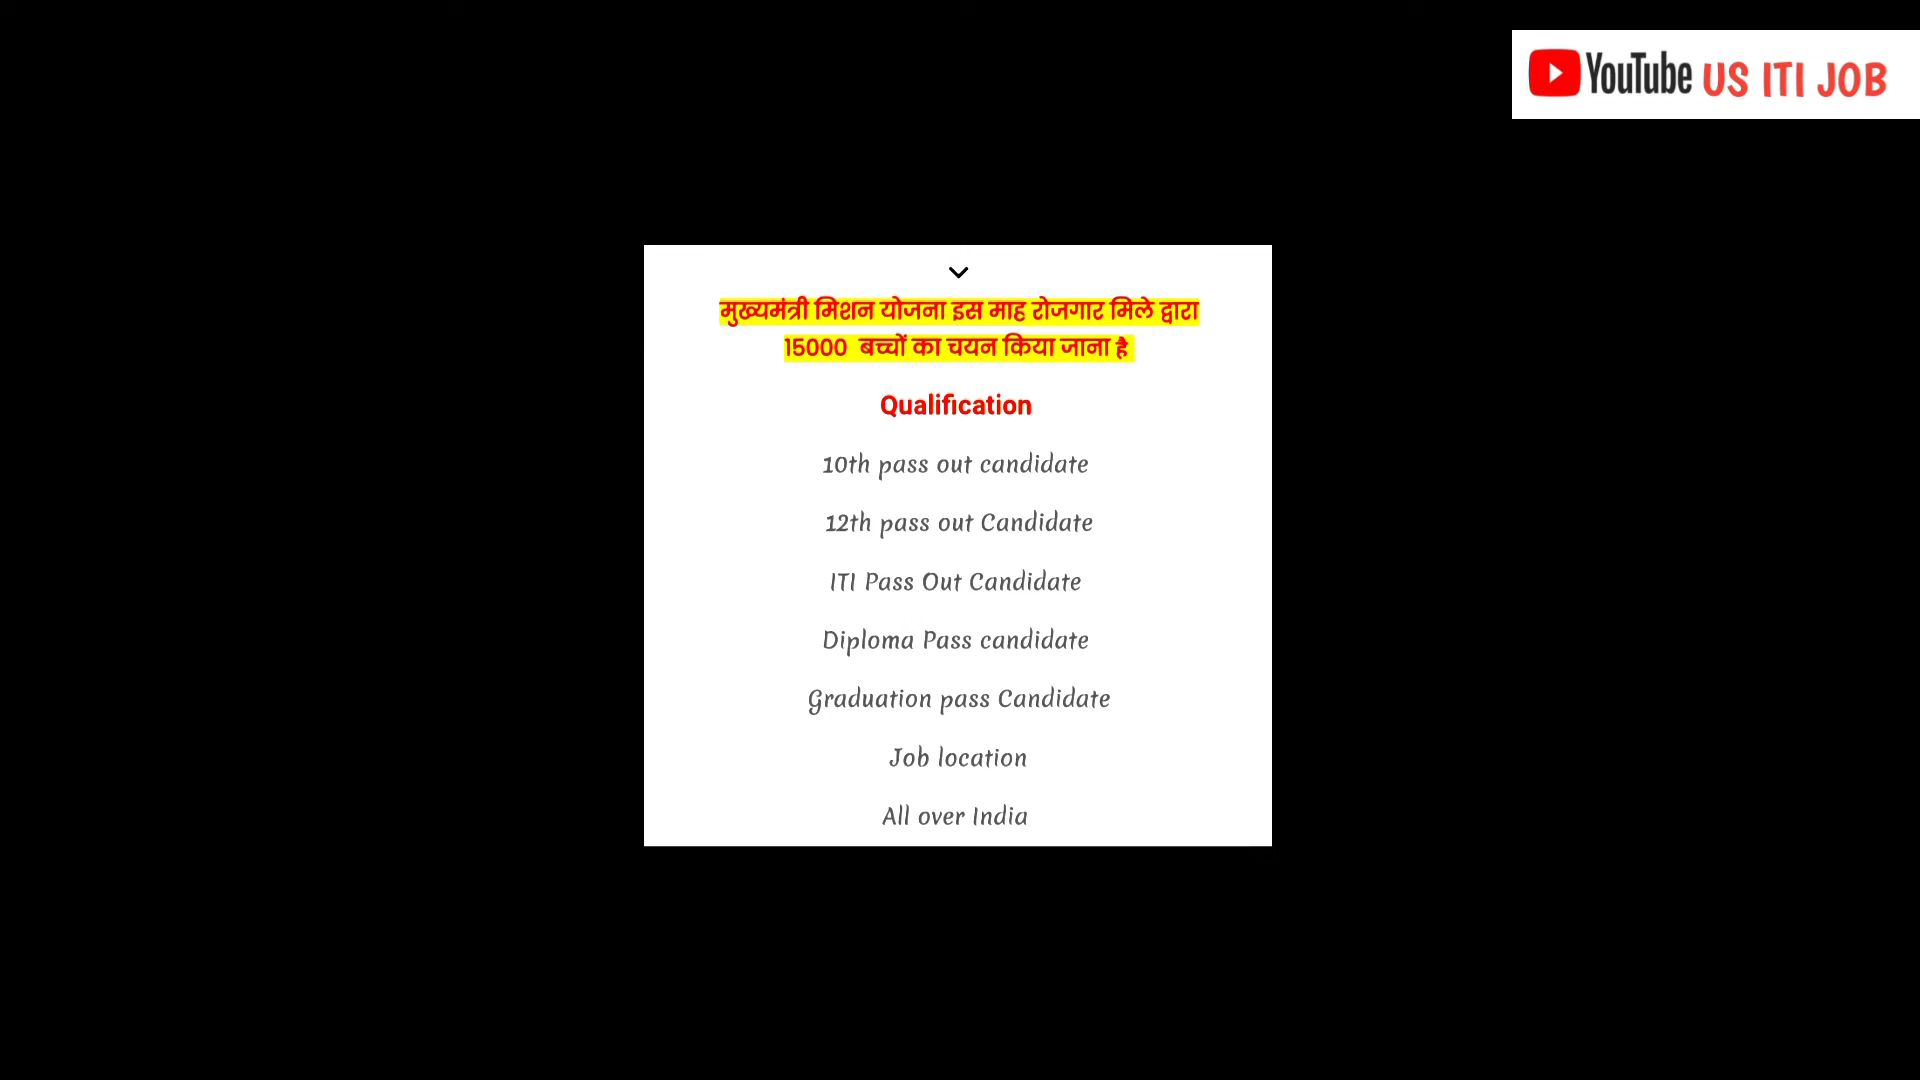 YouTube US ITI JOB
मुख्यमंत्री मिशन योजना इस माह रोजगार मिले द्वारा
15000 बच्चों का चयन किया जाना है
Qualification
10th pass out candidate
12th pass out Candidate
ITI Pass Out Candidate
Diploma Pass candidate
Graduation pass Candidate
Job location
All over India